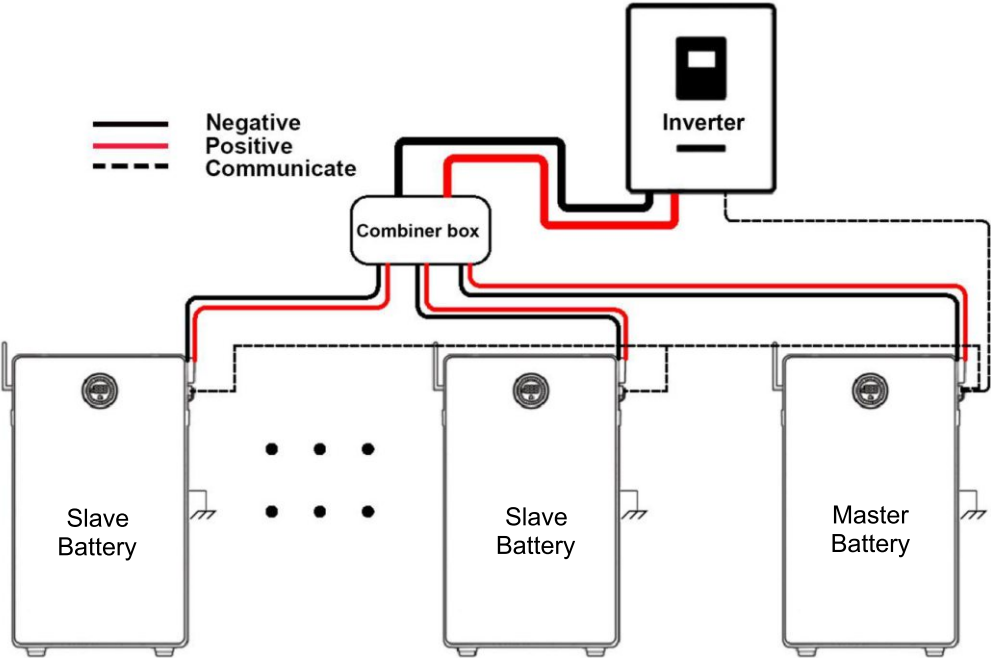 Inverter
Negative
Positive
Communicate
Combiner box
Slave
Battery
Slave
Battery
Master
Battery